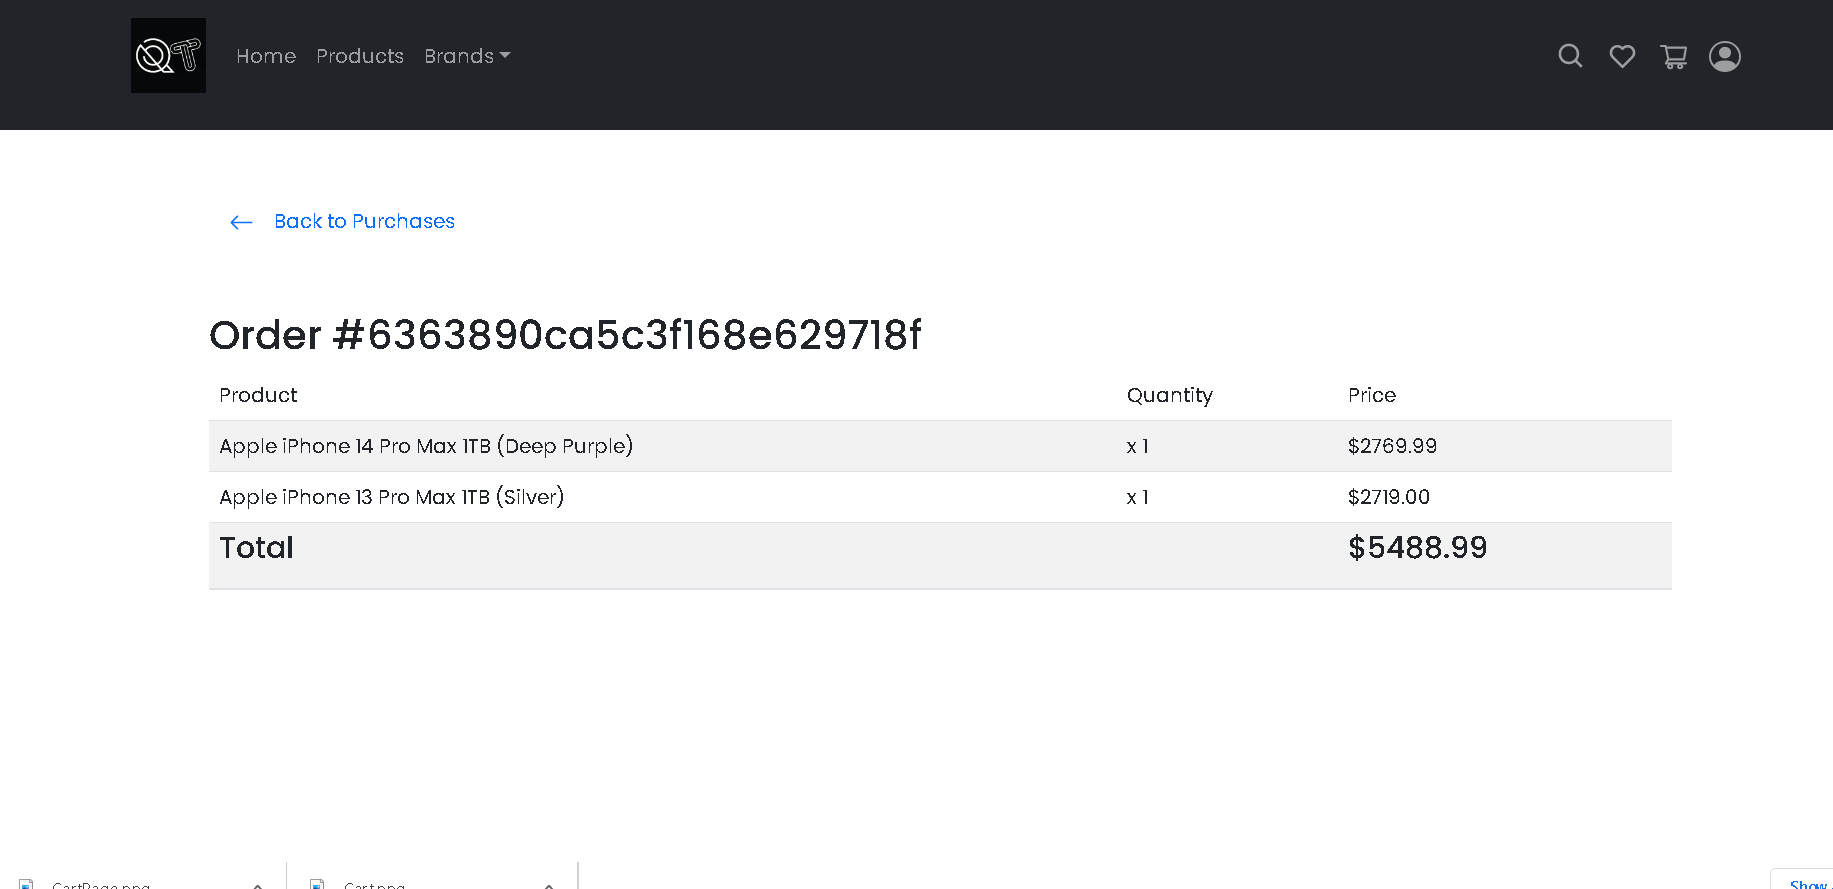 QT
Home Products Brands
Back to Purchases
Order #6363890ca5c3f168e629718f
Product Quantity Price
Apple iPhone 14 Pro Max 1TB (Deep Purple) x 1 $2769.99
Apple iPhone 13 Pro Max 1TB (Silver) x 1 $2719.00
Total $5488.99
CartPage.png Cart.png Show